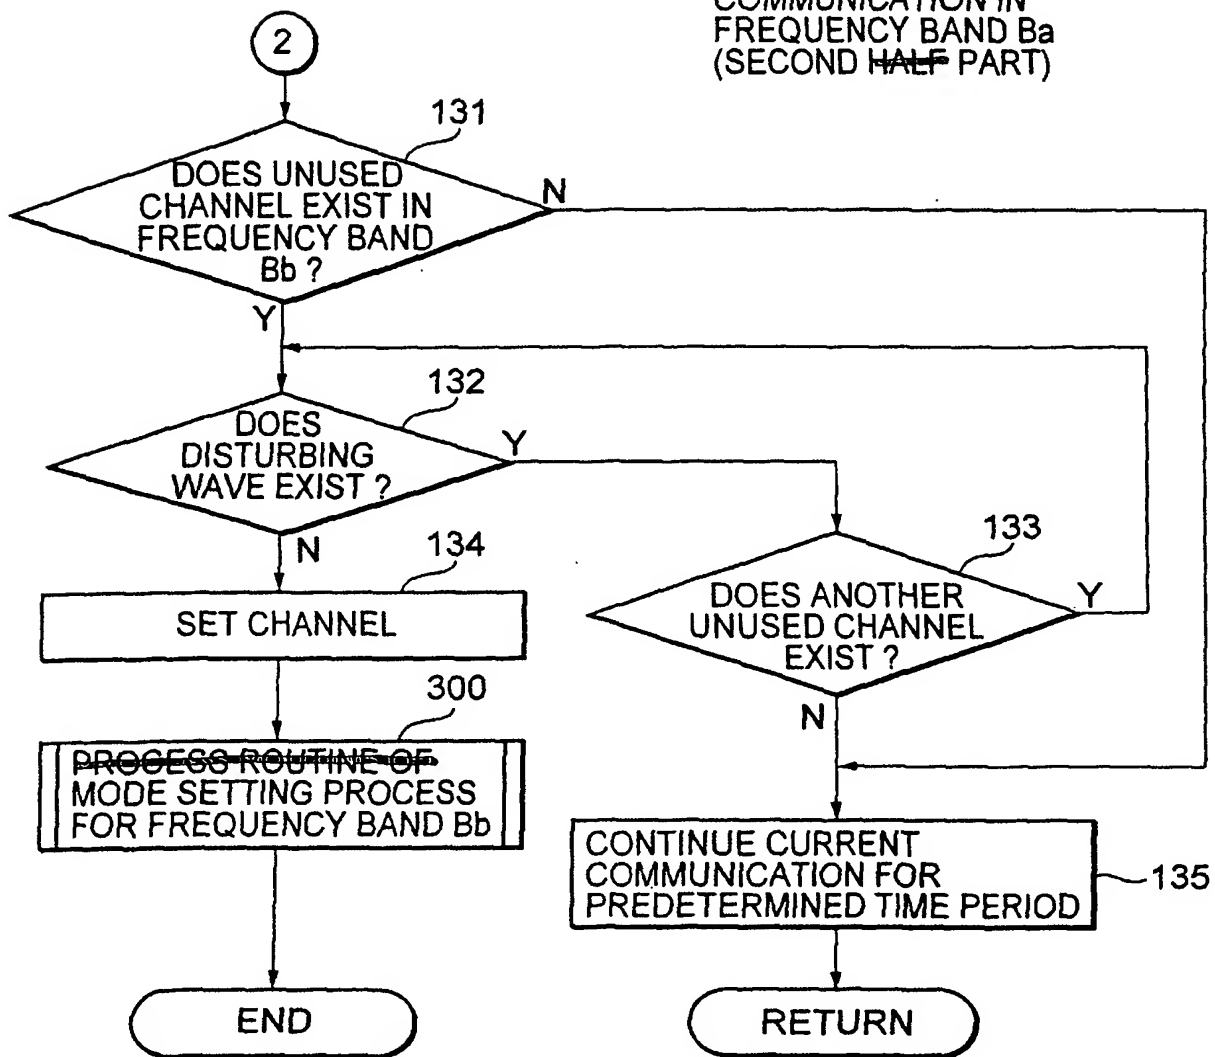 COMMUNICATION IN
FREQUENCY BAND Ba
(SECOND HALF PART)
2
131
DOES UNUSED
CHANNEL EXIST IN
FREQUENCY BAND
Bb ?
N
Y
132
DOES
DISTURBING
WAVE EXIST ?
Y
N
133
DOES ANOTHER
UNUSED CHANNEL
EXIST ?
Y
N
134
SET CHANNEL
300
PROCESS ROUTINE OF
MODE SETTING PROCESS
FOR FREQUENCY BAND Bb
CONTINUE CURRENT
COMMUNICATION FOR
PREDETERMINED TIME PERIOD
135
END
RETURN